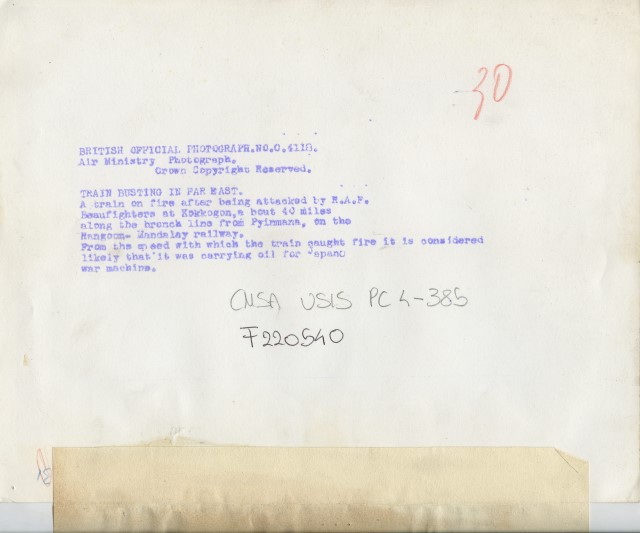 30
BRITISH OFFICIAL PHOTOGRAPH.NO.C.4118.
Air Ministry Photograph.
Crown Copyright Reserved.
TRAIN BUSTING IN FAR EAST.
A train on fire after being attacked by R.A.F.
Beaufighters at Kokkogon,a bout 40 miles
along the branch line from Pyinmana, on the
Rangoon- Mandalay railway.
From the speed with which the train caught fire it is considered
likely that it was carrying oil for Japans
war machine.
CNSA USIS PC 4-385
F220540